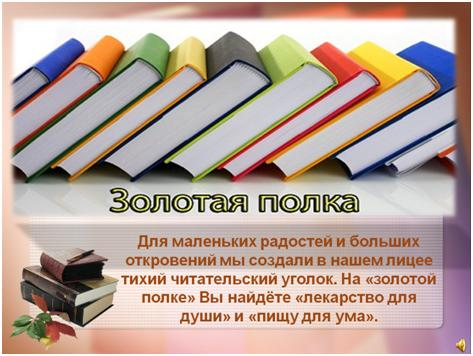 Золотая полка
Для маленьких радостей и больших
откровений мы создали в нашем лицее
тихий читательский уголок. На «золотой
полке» Вы найдёте «лекарство для
души» и «пищу для ума».